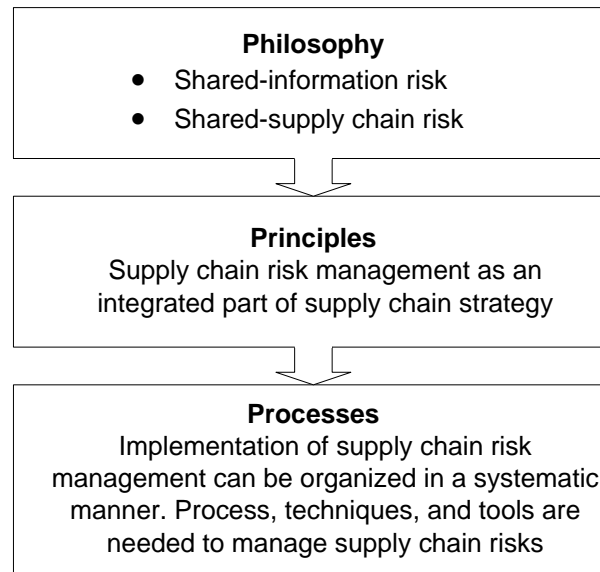 Philosophy
• Shared-information risk
• Shared-supply chain risk
Principles
Supply chain risk management as an
integrated part of supply chain strategy
Processes
Implementation of supply chain risk
management can be organized in a systematic
manner. Process, techniques, and tools are
needed to manage supply chain risks